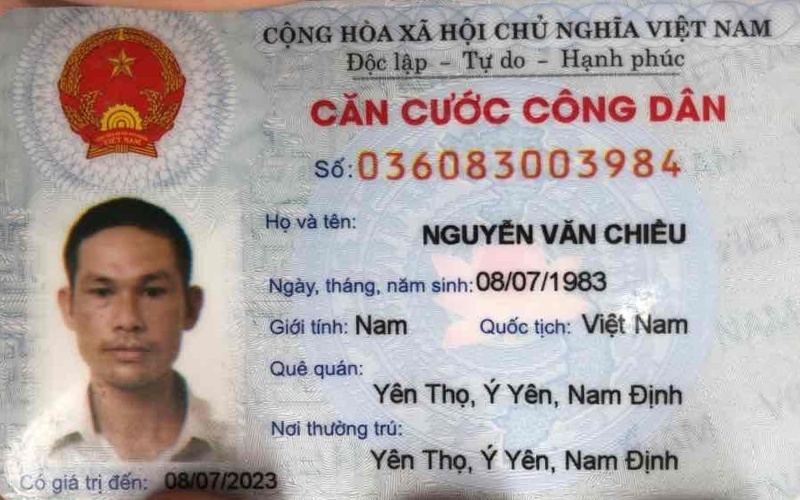 CỘNG HÒA XÃ HỘI CHỦ NGHĨA VIỆT NAM
Độc lập - Tự do - Hạnh phúc
CĂN CƯỚC CÔNG DÂN
Số: 036083003984
Họ và tên: NGUYỄN VĂN CHIỀU
Ngày, tháng, năm sinh: 08/07/1983
Giới tính: Nam Quốc tịch: Việt Nam
Quê quán:
Yên Thọ, Ý Yên, Nam Định
Nơi thường trú:
Yên Thọ, Ý Yên, Nam Định
Có giá trị đến: 08/07/2023
VIỆT NAM